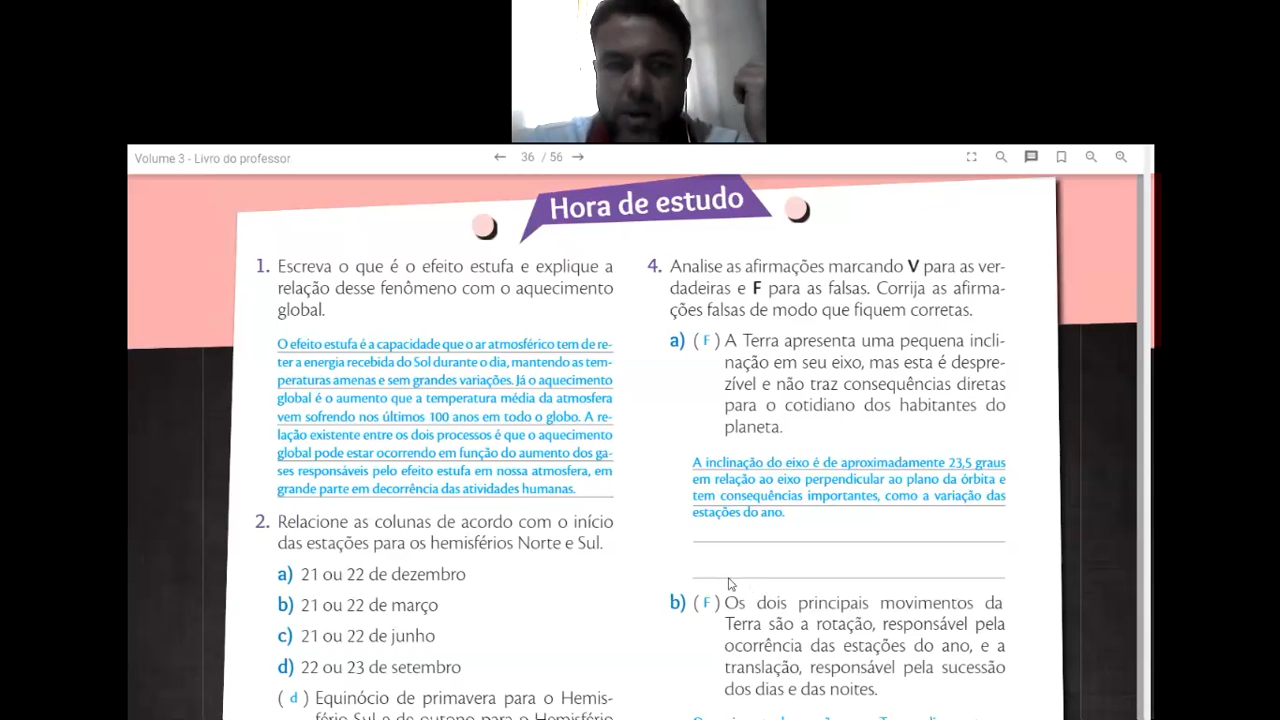 Volume 3 - Livro do professor
36 / 56
Hora de estudo
1. Escreva o que é o efeito estufa e explique a
relação desse fenômeno com o aquecimento
global.
O efeito estufa é a capacidade que o ar atmosférico tem de re-
ter a energia recebida do Sol durante o dia, mantendo as tem-
peraturas amenas e sem grandes variações. Já o aquecimento
global é o aumento que a temperatura média da atmosfera
vem sofrendo nos últimos 100 anos em todo o globo. A re-
lação existente entre os dois processos é que o aquecimento
global pode estar ocorrendo em função do aumento dos ga-
ses responsáveis pelo efeito estufa em nossa atmosfera, em
grande parte em decorrência das atividades humanas.
2. Relacione as colunas de acordo com o início
das estações para os hemisférios Norte e Sul.
a) 21 ou 22 de dezembro
b) 21 ou 22 de março
c) 21 ou 22 de junho
d) 22 ou 23 de setembro
( d ) Equinócio de primavera para o Hemis-
fério Sul e de outono para o Hemisfério
4. Analise as afirmações marcando V para as ver-
dadeiras e F para as falsas. Corrija as afirma-
ções falsas de modo que fiquem corretas.
a) ( F ) A Terra apresenta uma pequena incli-
nação em seu eixo, mas esta é despre-
zível e não traz consequências diretas
para o cotidiano dos habitantes do
planeta.
A inclinação do eixo é de aproximadamente 23,5 graus
em relação ao eixo perpendicular ao plano da órbita e
tem consequências importantes, como a variação das
estações do ano.
b) ( F ) Os dois principais movimentos da
Terra são a rotação, responsável pela
ocorrência das estações do ano, e a
translação, responsável pela sucessão
dos dias e das noites.